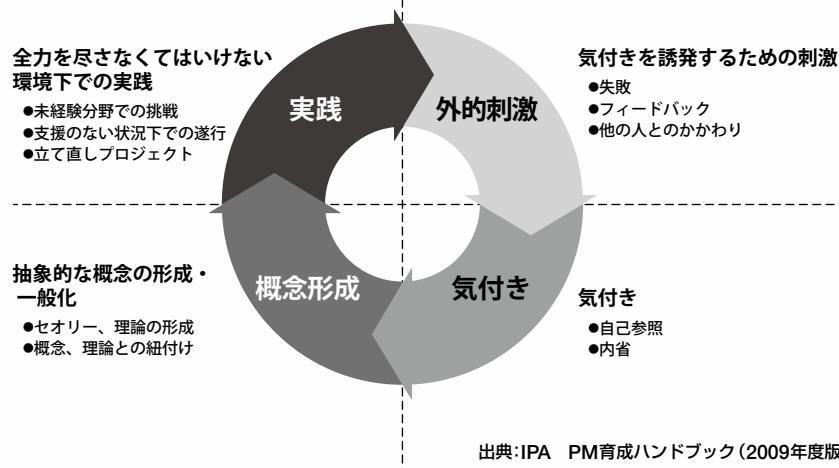 全力を尽さなくてはいけない
環境下での実践
●未経験分野での挑戦
●支援のない状況下での遂行
●立て直しプロジェクト
実践
外的刺激
気付きを誘発するための刺激
●失敗
●フィードバック
●他の人とのかかわり
抽象的な概念の形成・
一般化
●セオリー、理論の形成
●概念、理論との紐付け
概念形成
気付き
気付き
●自己参照
●内省
出典:IPA　PM育成ハンドブック(2009年度版